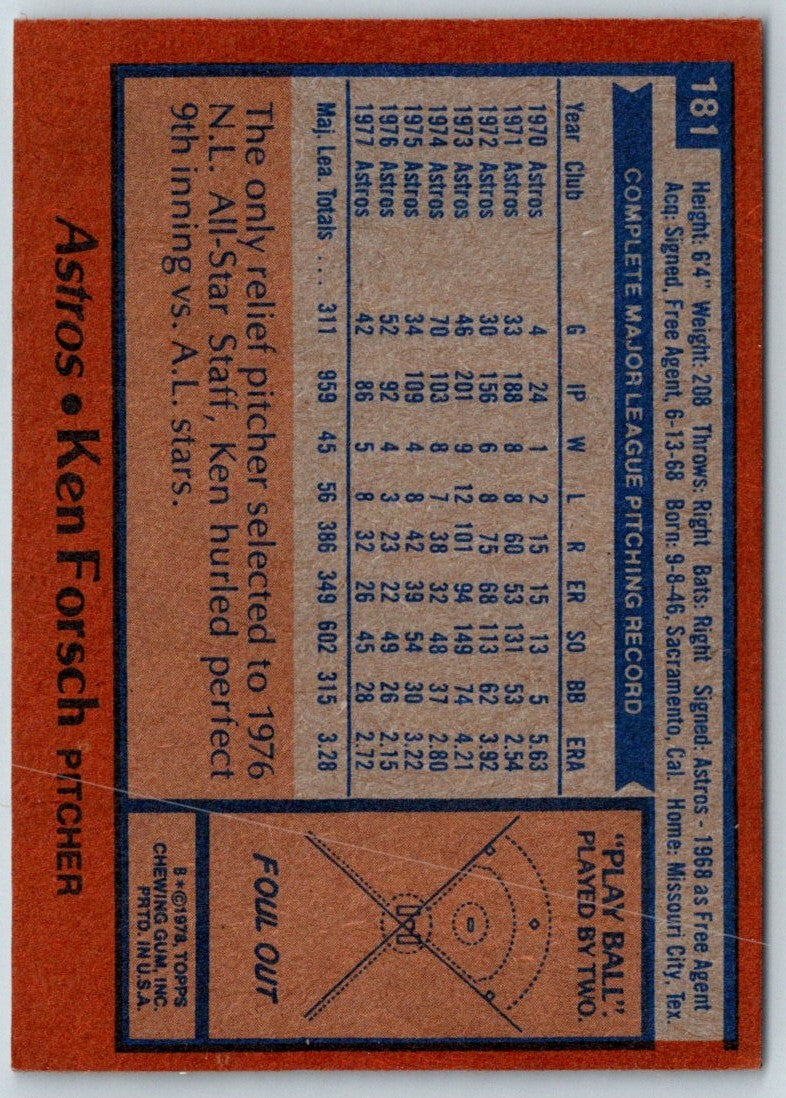 181
Height: 6'4" Weight: 208 Throws: Right Bats: Right Signed: Astros - 1968 as Free Agent
Acq: Signed, Free Agent, 6-13-68 Born: 9-8-46, Sacramento, Cal. Home: Missouri City, Tex.
COMPLETE MAJOR LEAGUE PITCHING RECORD
Year Club G IP W L R ER SO BB ERA
1970 Astros 4 24 1 2 15 15 13 5 5.63
1971 Astros 33 188 8 8 60 53 131 53 2.54
1972 Astros 30 156 6 8 75 68 113 62 3.92
1973 Astros 46 201 9 12 101 94 149 74 4.21
1974 Astros 70 103 8 7 38 32 48 37 2.80
1975 Astros 34 109 4 8 42 39 54 30 3.22
1976 Astros 52 92 4 3 23 22 49 26 2.15
1977 Astros 42 86 5 8 32 26 45 28 2.72
Maj. Lea. Totals ... 311 959 45 56 386 349 602 315 3.28
The only relief pitcher selected to 1976
N.L. All-Star Staff, Ken hurled perfect
9th inning vs. A.L. stars.
"PLAY BALL".
PLAYED BY TWO.
FOUL OUT
B*©1978, TOPPS
CHEWING GUM, INC.
PRTD. IN U.S.A.
Astros • Ken Forsch PITCHER